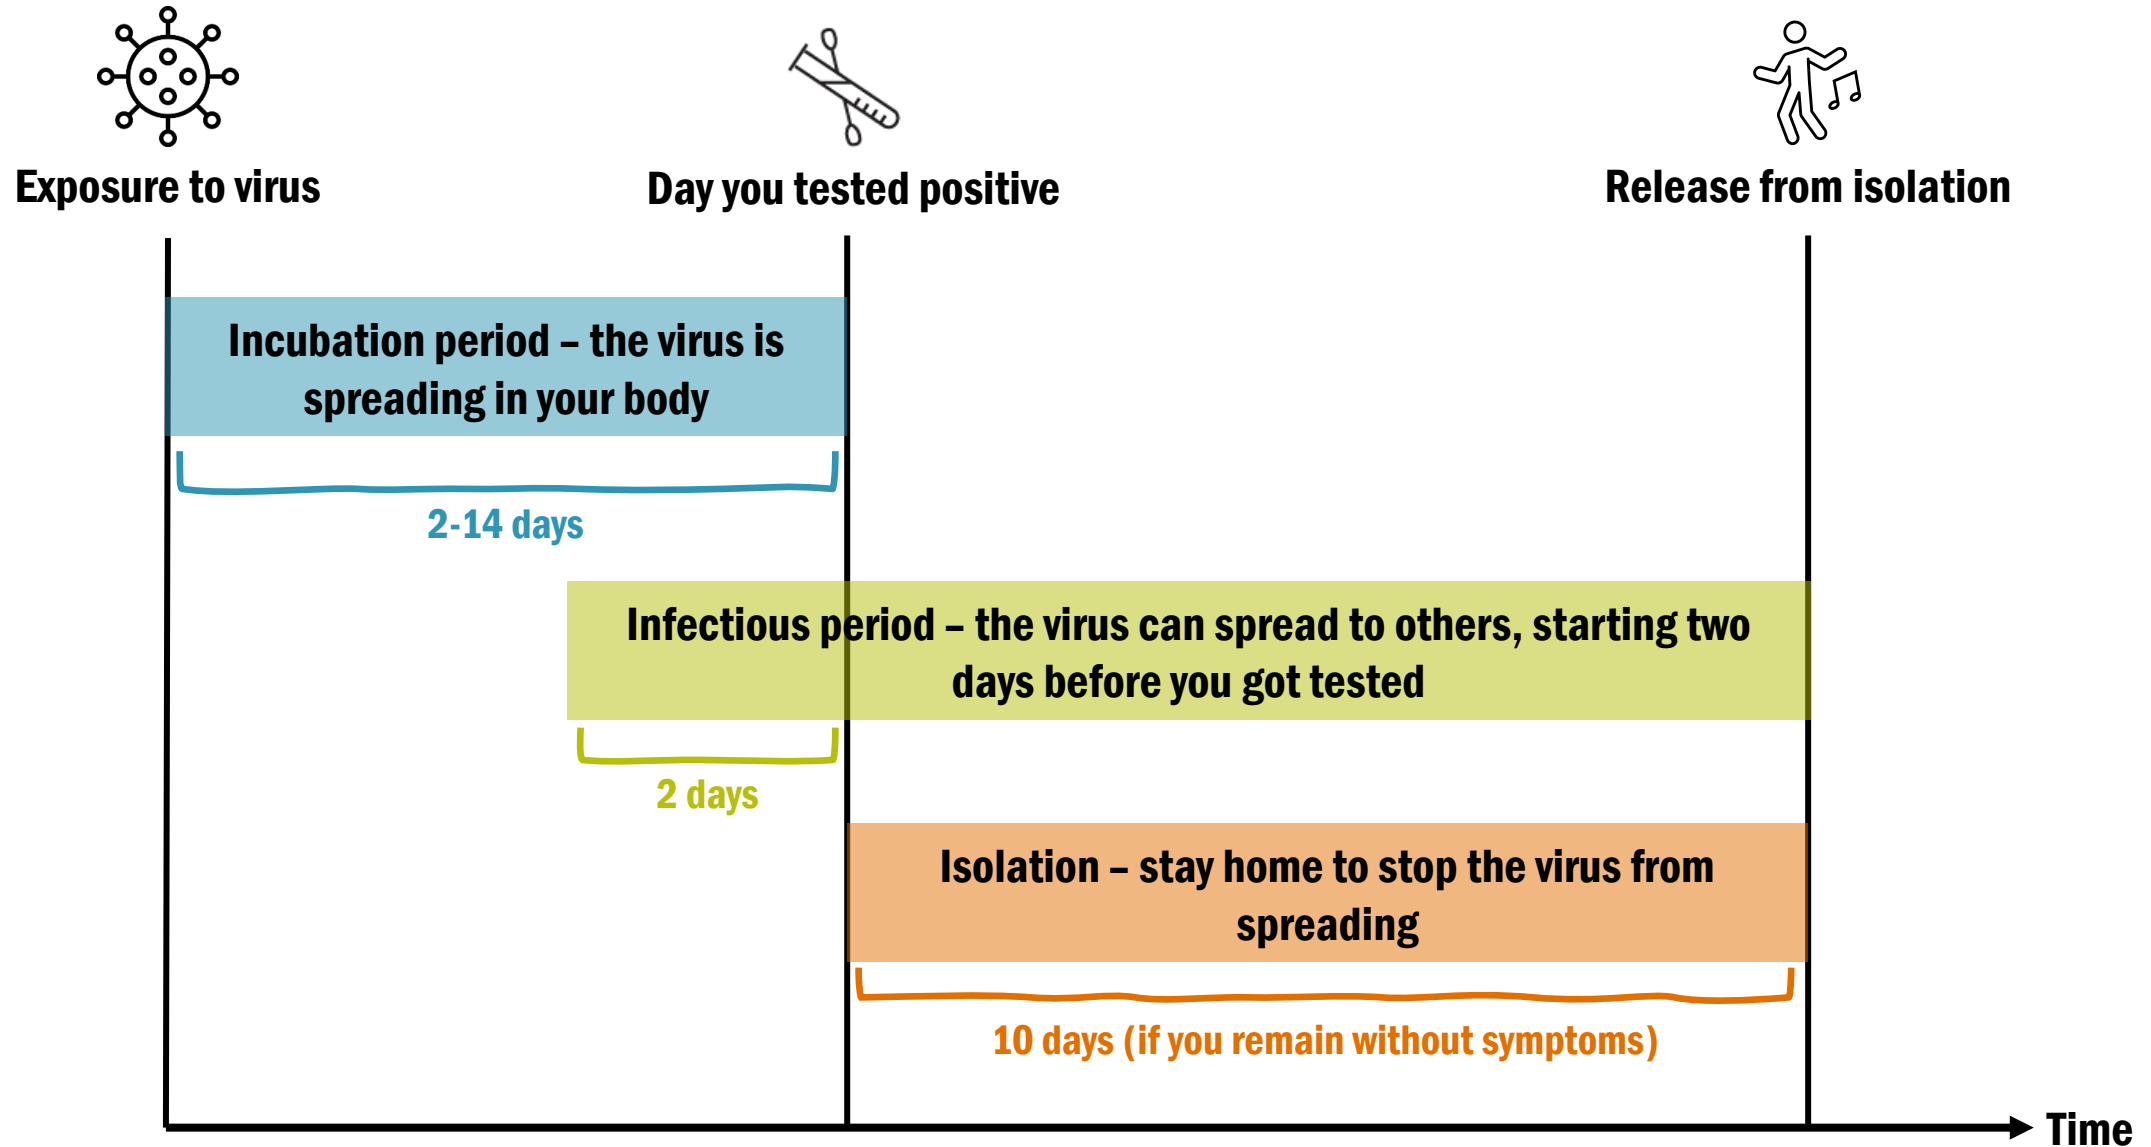 Exposure to virus
Day you tested positive
Release from isolation
Incubation period – the virus is
spreading in your body
2-14 days
Infectious period – the virus can spread to others, starting two
days before you got tested
2 days
Isolation – stay home to stop the virus from
spreading
10 days (if you remain without symptoms)
Time